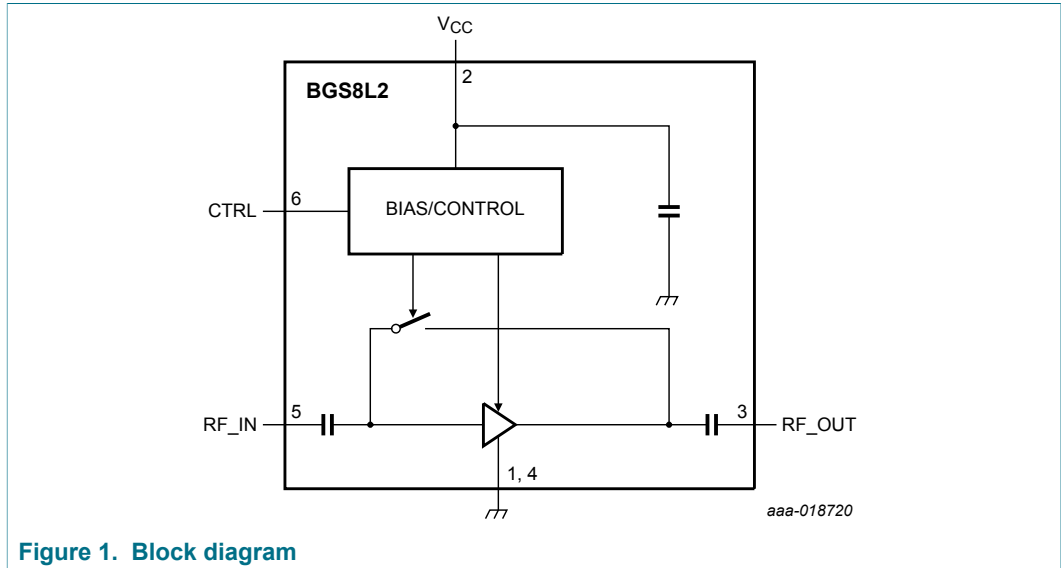 VCC
2
BGS8L2
6
CTRL
BIAS/CONTROL
5
3
RF_IN
RF_OUT
1, 4
aaa-018720
Figure 1. Block diagram